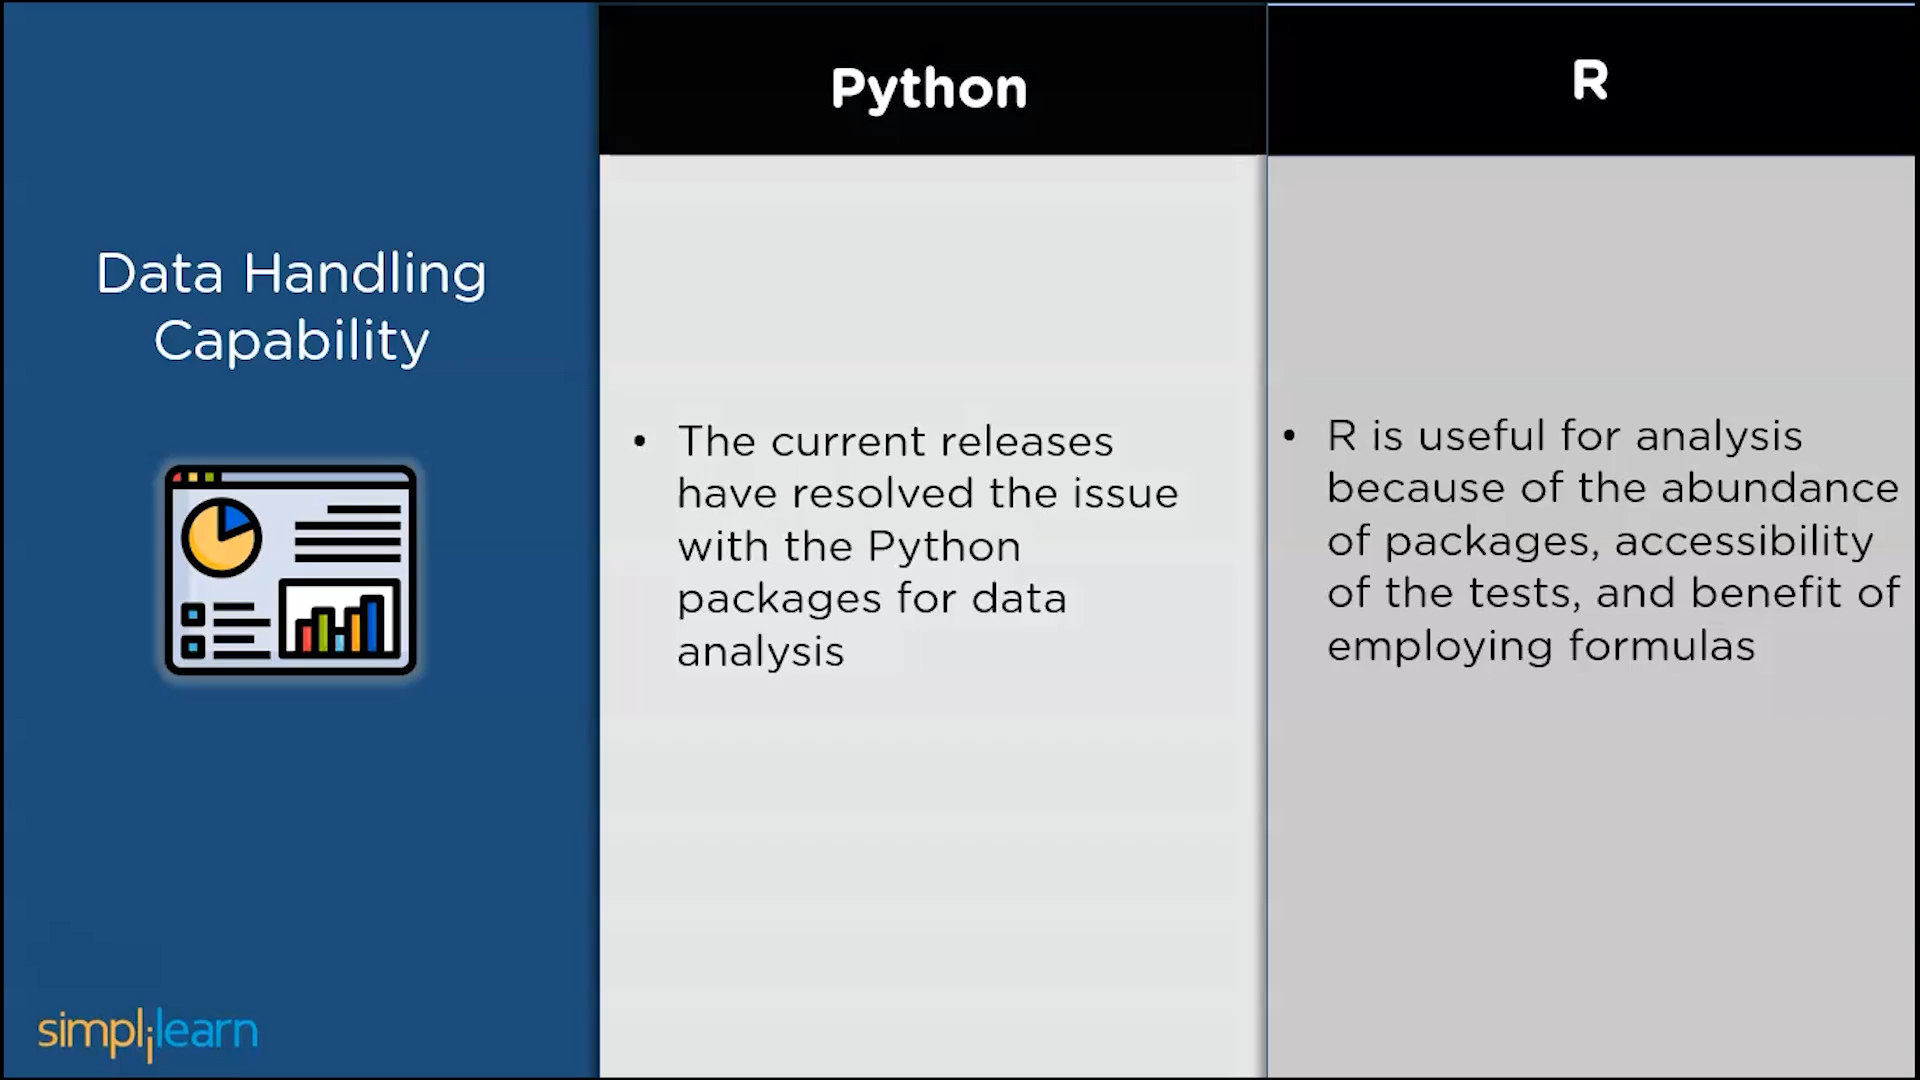 Python
R
Data Handling
Capability
• The current releases
have resolved the issue
with the Python
packages for data
analysis
• R is useful for analysis
because of the abundance
of packages, accessibility
of the tests, and benefit of
employing formulas
simplilearn